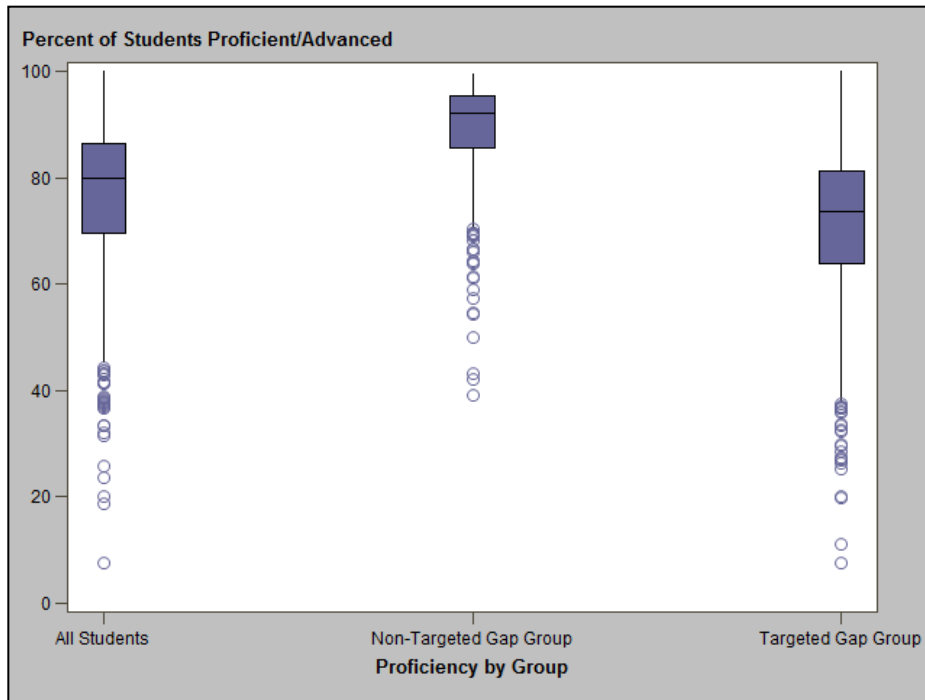 Percent of Students Proficient/Advanced
100
80
60
40
20
0
All Students Non-Targeted Gap Group Targeted Gap Group
Proficiency by Group